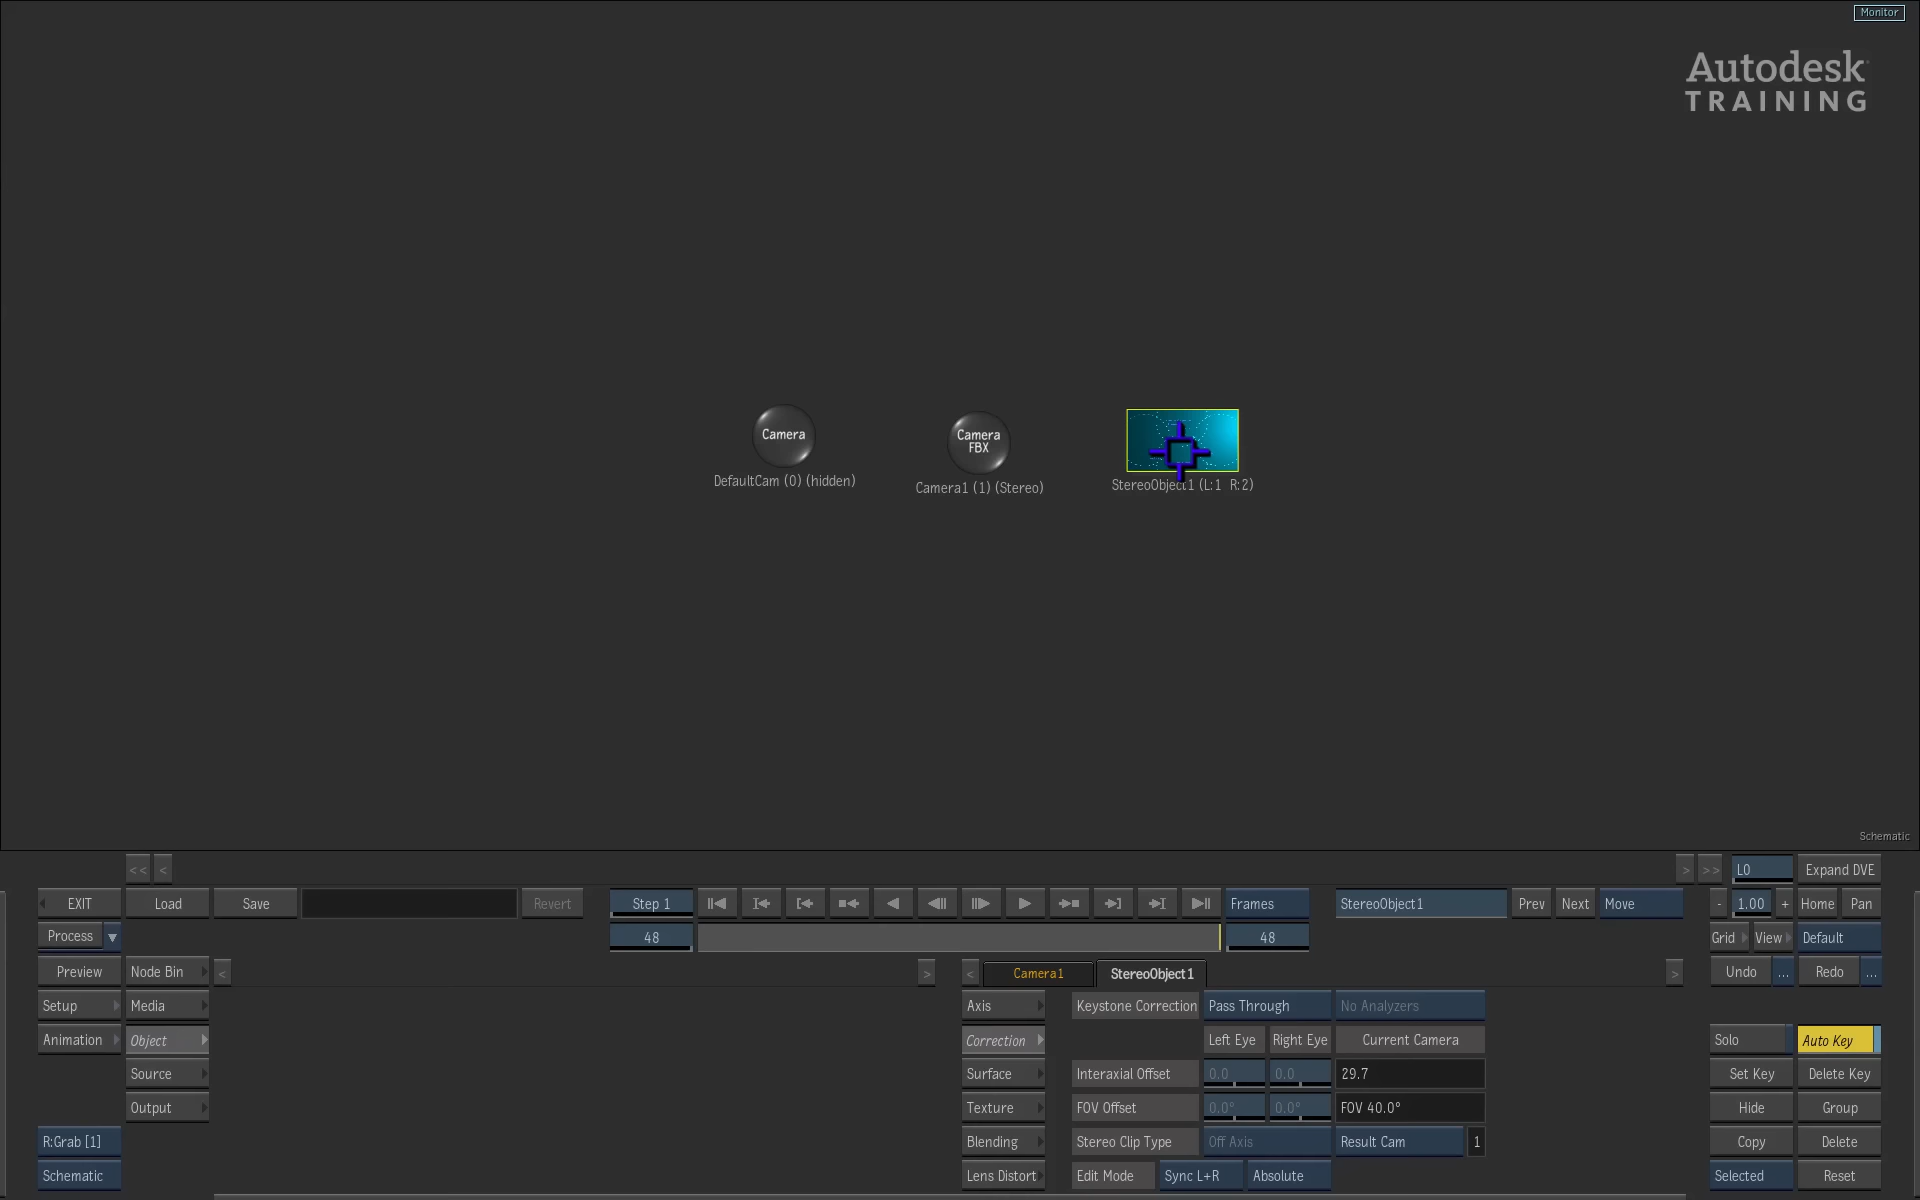 Monitor
Autodesk
TRAINING
Camera
Camera
FBX
DefaultCam (0) (hidden)
Camera1 (1) (Stereo)
StereoObject1 (L:1 R:2)
Schematic
<< < > >> L0 Expand DVE
EXIT Load Save Revert Step 1 Frames StereoObject1 Prev Next Move - 1.00 + Home Pan
Process 48 48 Grid View Default
Preview Node Bin < > < Camera1 StereoObject1 > Undo ... Redo ...
Setup Media Axis Keystone Correction Pass Through No Analyzers
Animation Object Correction Left Eye Right Eye Current Camera Solo Auto Key
Source Surface Interaxial Offset 0.0 0.0 29.7 Set Key Delete Key
Output Texture FOV Offset 0.0° 0.0° FOV 40.0° Hide Group
R:Grab [1] Blending Stereo Clip Type Off Axis Result Cam 1 Copy Delete
Schematic Lens Distort Edit Mode Sync L+R Absolute Selected Reset